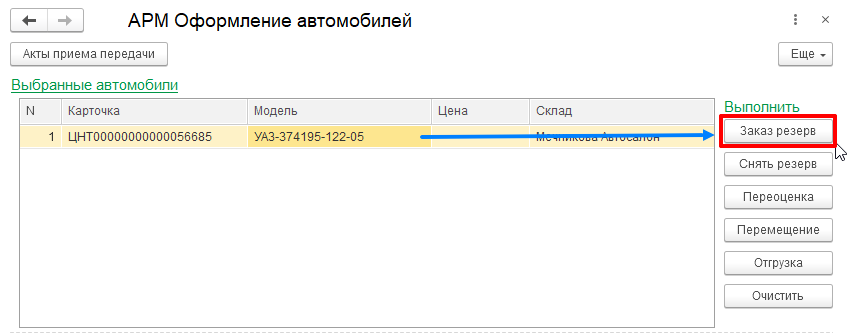 АРМ Оформление автомобилей
Акты приема передачи
Еще
Выбранные автомобили
Выполнить
N Карточка Модель Цена Склад
1 ЦНТ00000000000056685 УАЗ-374195-122-05 Мечникова Автосалон
Заказ резерв
Снять резерв
Переоценка
Перемещение
Отгрузка
Очистить